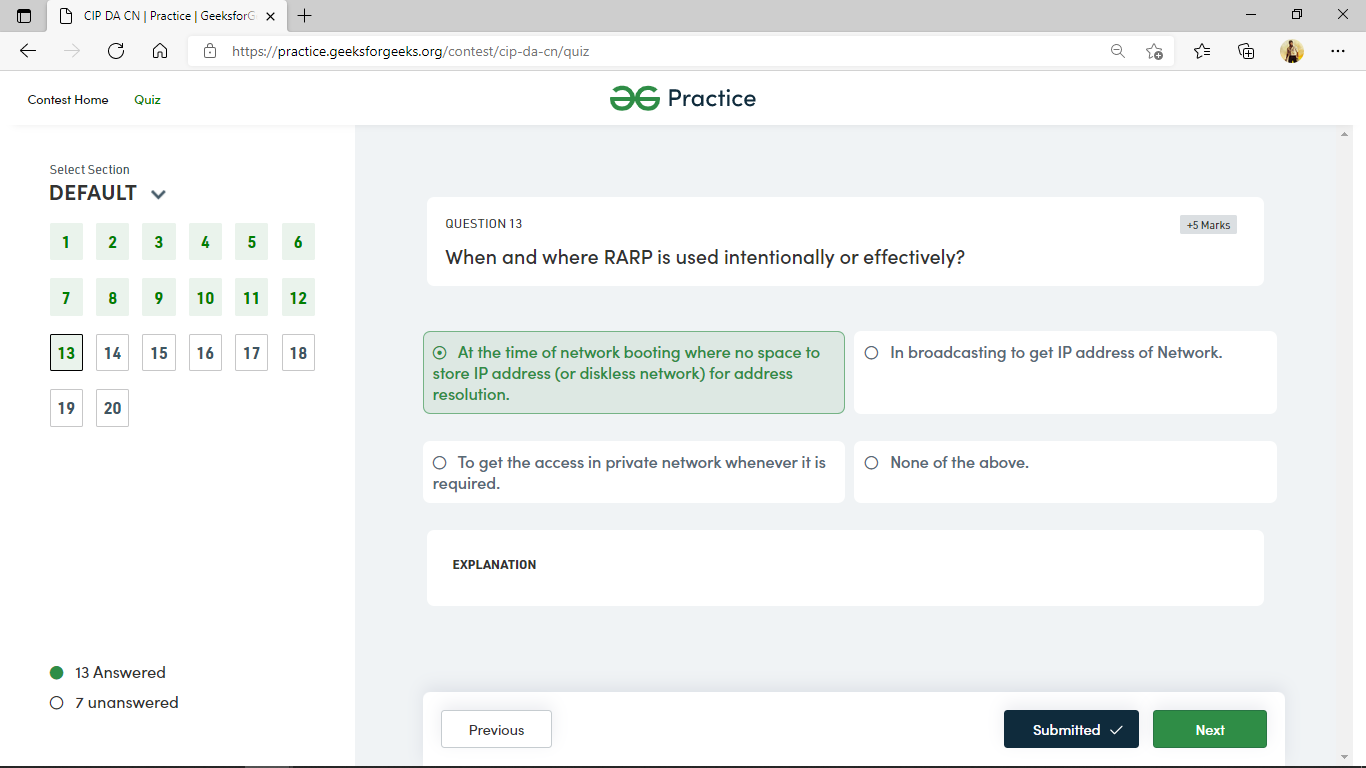 CIP DA CN | Practice | GeeksforG
https://practice.geeksforgeeks.org/contest/cip-da-cn/quiz
Contest Home
Quiz
Practice
Select Section
DEFAULT
1 2 3 4 5 6
7 8 9 10 11 12
13 14 15 16 17 18
19 20
13 Answered
7 unanswered
QUESTION 13
+5 Marks
When and where RARP is used intentionally or effectively?
At the time of network booting where no space to
store IP address (or diskless network) for address
resolution.
In broadcasting to get IP address of Network.
To get the access in private network whenever it is
required.
None of the above.
EXPLANATION
Previous
Submitted
Next